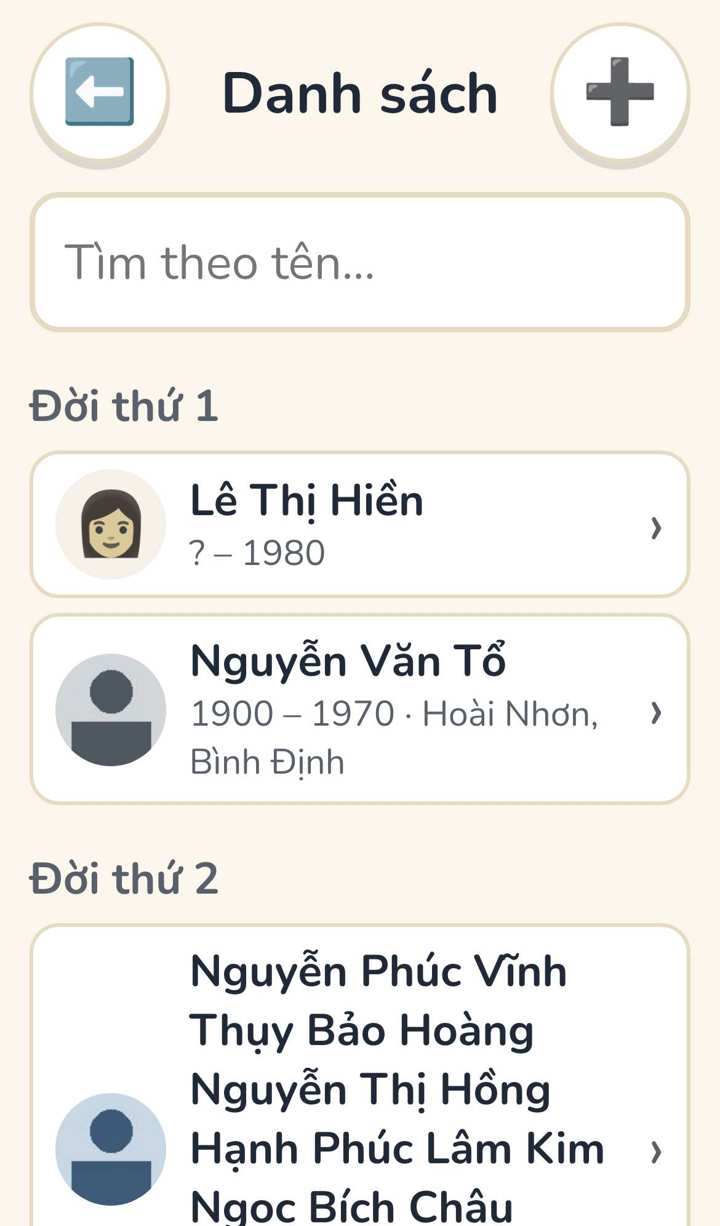 Danh sách
Tìm theo tên...
Đời thứ 1
Lê Thị Hiền
? – 1980
Nguyễn Văn Tổ
1900 – 1970 · Hoài Nhơn,
Bình Định
Đời thứ 2
Nguyễn Phúc Vĩnh
Thụy Bảo Hoàng
Nguyễn Thị Hồng
Hạnh Phúc Lâm Kim
Ngọc Bích Châu